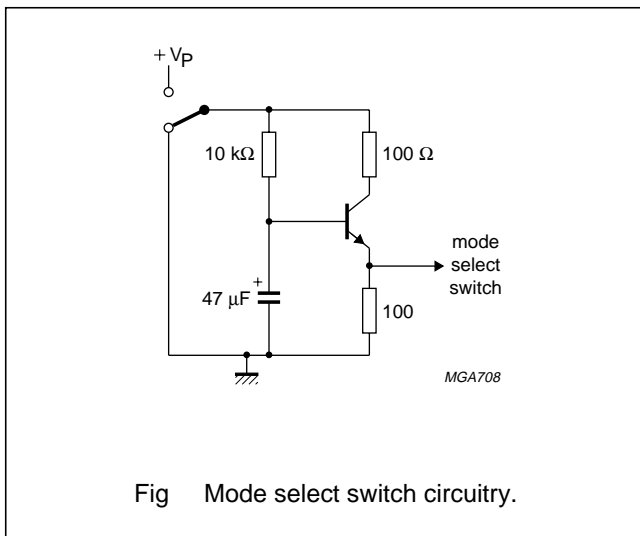 + VP
10 kΩ
100 Ω
mode
select
switch
+
47 μF
100
MGA708
Fig Mode select switch circuitry.